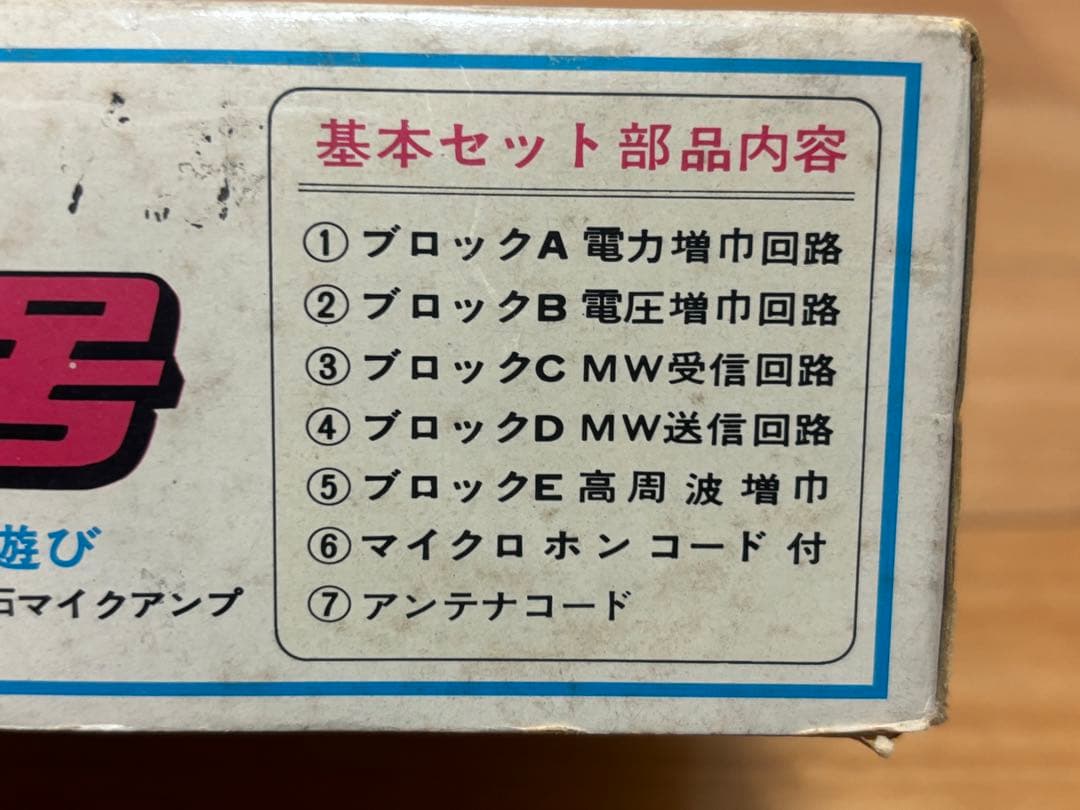 基本セット部品内容
① ブロックA 電力増巾回路
② ブロックB 電圧増巾回路
③ ブロックC MW受信回路
④ ブロックD MW送信回路
⑤ ブロックE 高周波増巾
⑥ マイクロホンコード付
⑦ アンテナコード
号
遊び
石マイクアンプ